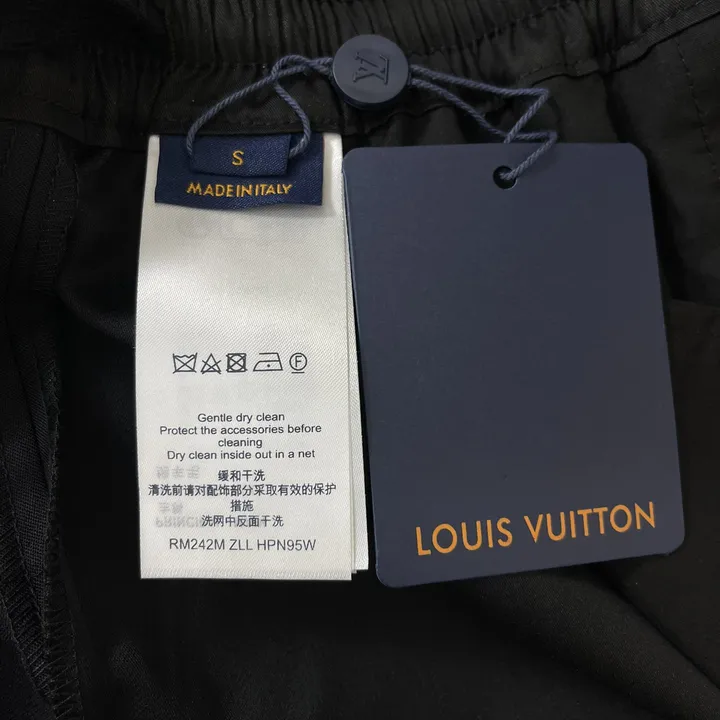 LV
S
MADE IN ITALY
Gentle dry clean
Protect the accessories before
cleaning
Dry clean inside out in a net
缓和干洗
清洗前请对配饰部分采取有效的保护
措施
洗网中反面干洗
RM242M ZLL HPN95W
LOUIS VUITTON